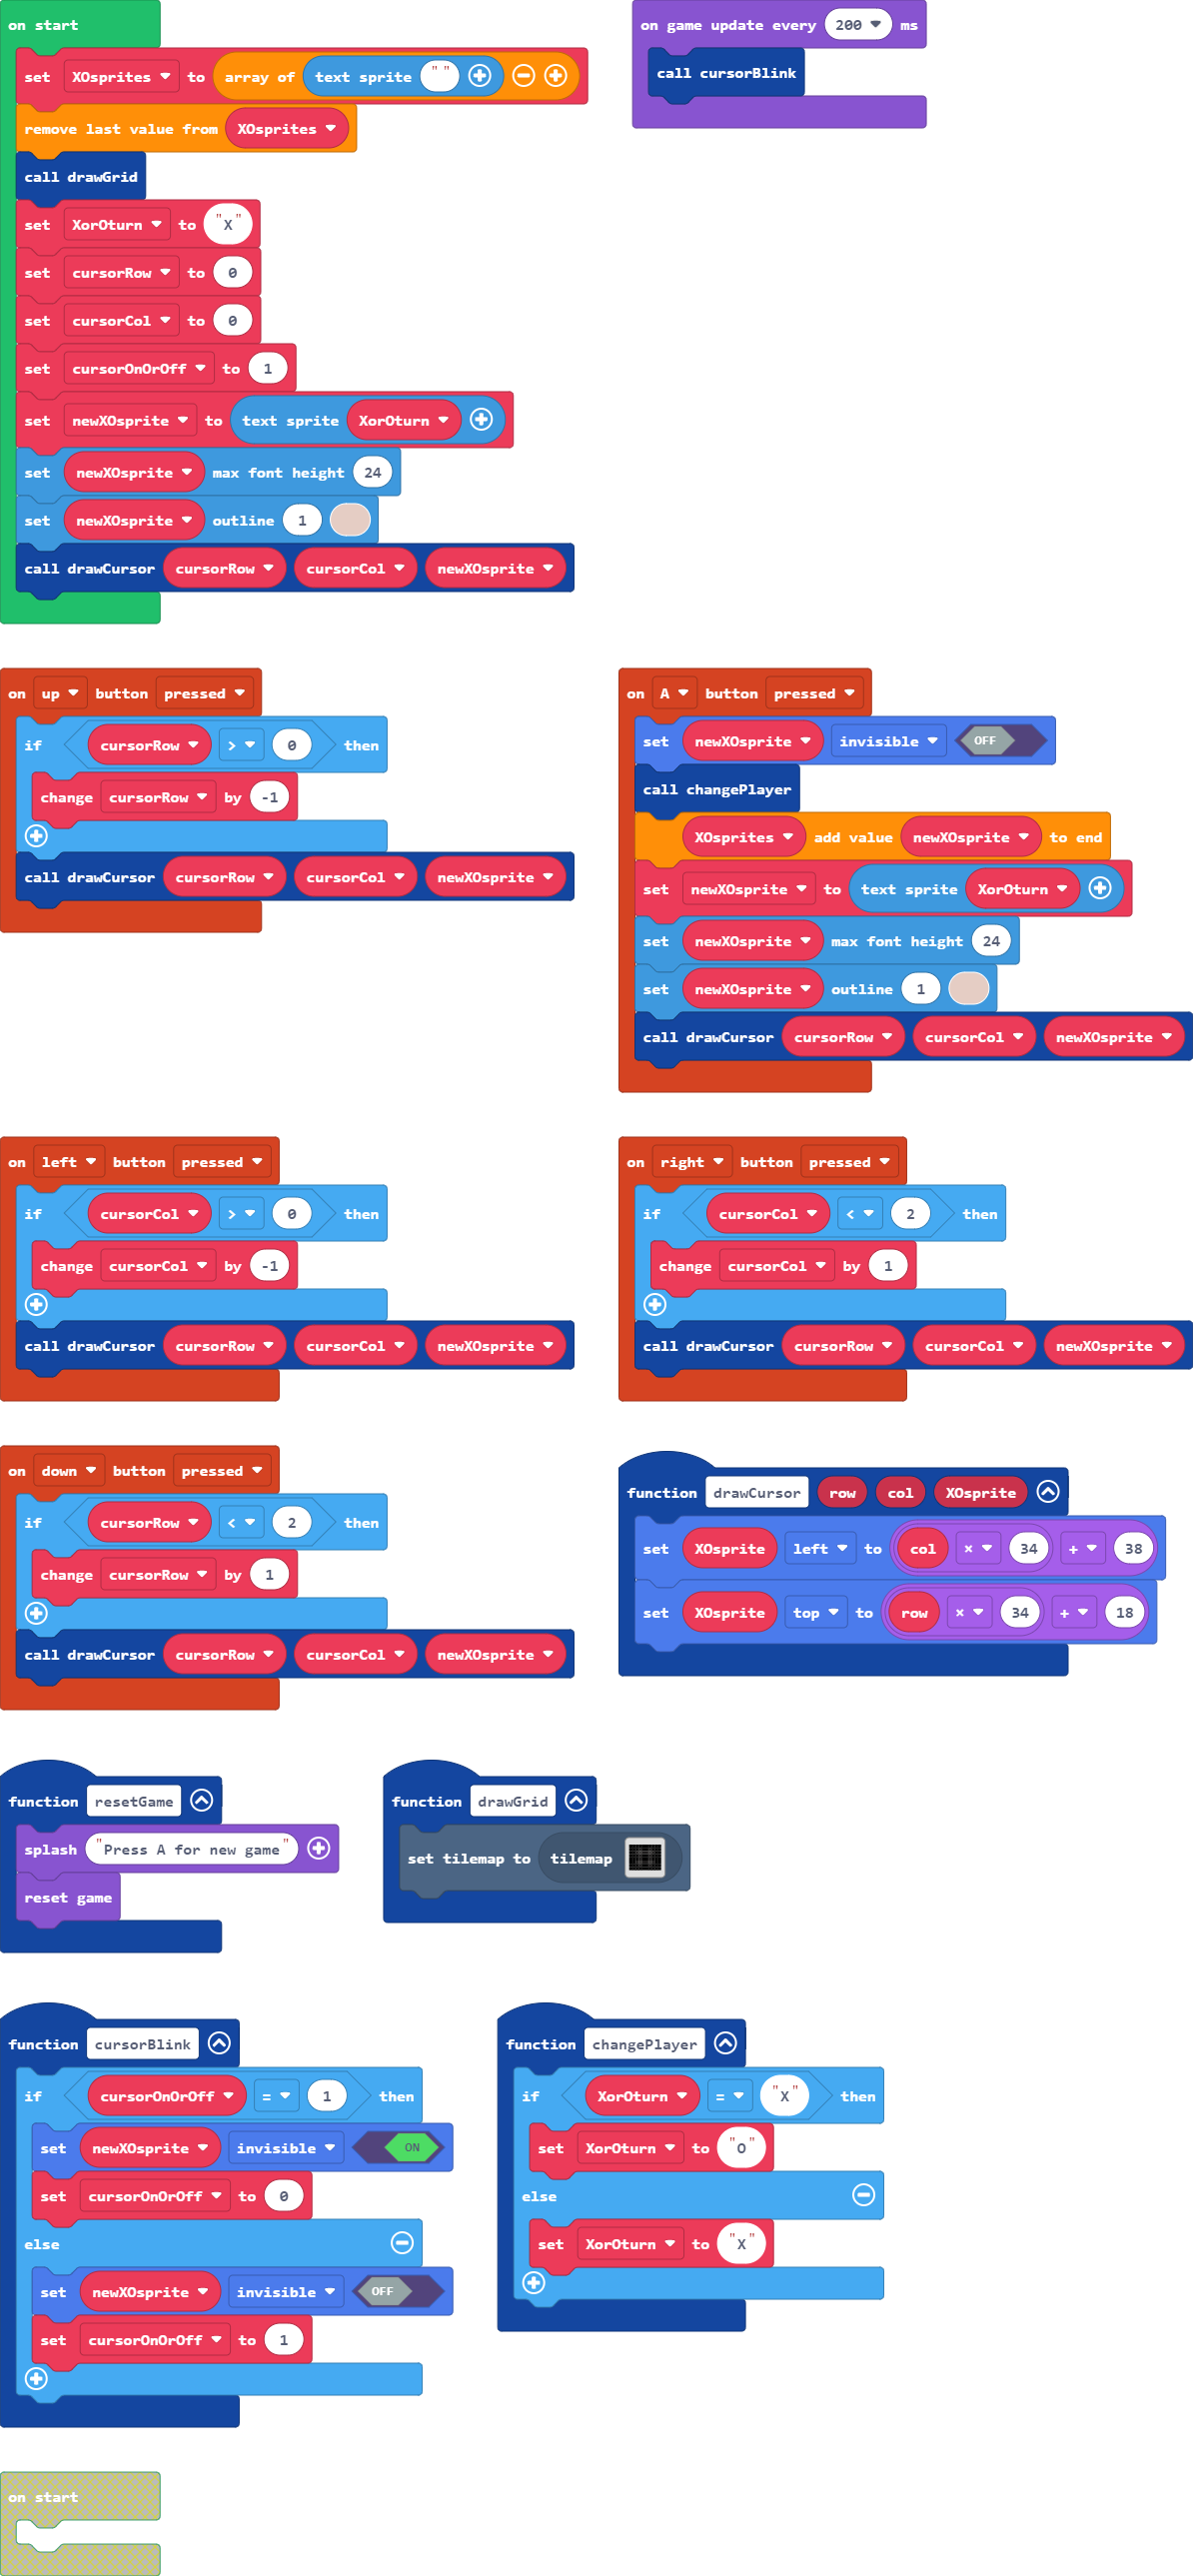 on start
set XOsprites to array of text sprite " "
remove last value from XOsprites
call drawGrid
set XorOturn to "X"
set cursorRow to 0
set cursorCol to 0
set cursorOnOrOff to 1
set newXOsprite to text sprite XorOturn
set newXOsprite max font height 24
set newXOsprite outline 1
call drawCursor cursorRow cursorCol newXOsprite
on game update every 200 ms
call cursorBlink
on up button pressed
if cursorRow > 0 then
change cursorRow by -1
call drawCursor cursorRow cursorCol newXOsprite
on A button pressed
set newXOsprite invisible OFF
call changePlayer
XOsprites add value newXOsprite to end
set newXOsprite to text sprite XorOturn
set newXOsprite max font height 24
set newXOsprite outline 1
call drawCursor cursorRow cursorCol newXOsprite
on left button pressed
if cursorCol > 0 then
change cursorCol by -1
call drawCursor cursorRow cursorCol newXOsprite
on right button pressed
if cursorCol < 2 then
change cursorCol by 1
call drawCursor cursorRow cursorCol newXOsprite
on down button pressed
if cursorRow < 2 then
change cursorRow by 1
call drawCursor cursorRow cursorCol newXOsprite
function drawCursor row col XOsprite
set XOsprite left to col × 34 + 38
set XOsprite top to row × 34 + 18
function resetGame
splash "Press A for new game"
reset game
function drawGrid
set tilemap to tilemap
function cursorBlink
if cursorOnOrOff = 1 then
set newXOsprite invisible ON
set cursorOnOrOff to 0
else
set newXOsprite invisible OFF
set cursorOnOrOff to 1
function changePlayer
if XorOturn = "X" then
set XorOturn to "O"
else
set XorOturn to "X"
on start